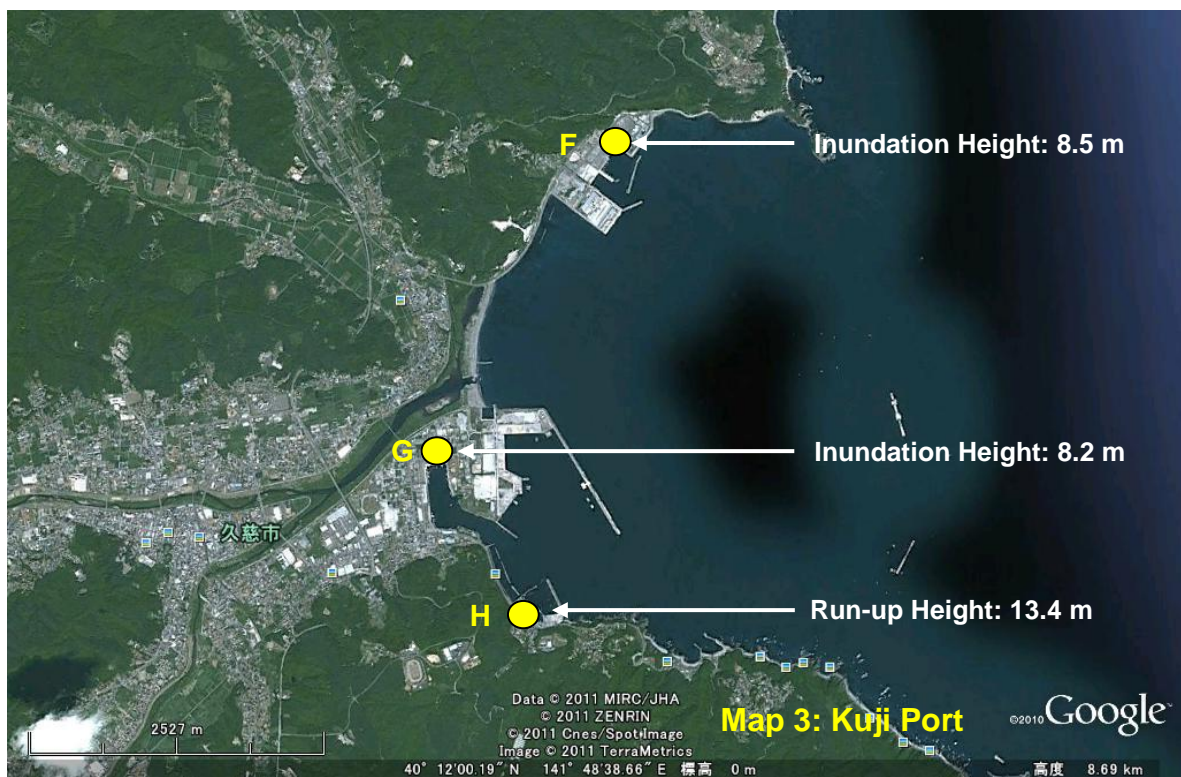 F
Inundation Height: 8.5 m
G
Inundation Height: 8.2 m
久慈市
H
Run-up Height: 13.4 m
Data © 2011 MIRC/JHA
© 2011 ZENRIN
© 2011 Cnes/Spot Image
Image © 2011 TerraMetrics
Map 3: Kuji Port
©2010 Google
2527 m
40° 12'00.19" N 141° 48'38.66" E 標高 0 m 高度 8.69 km